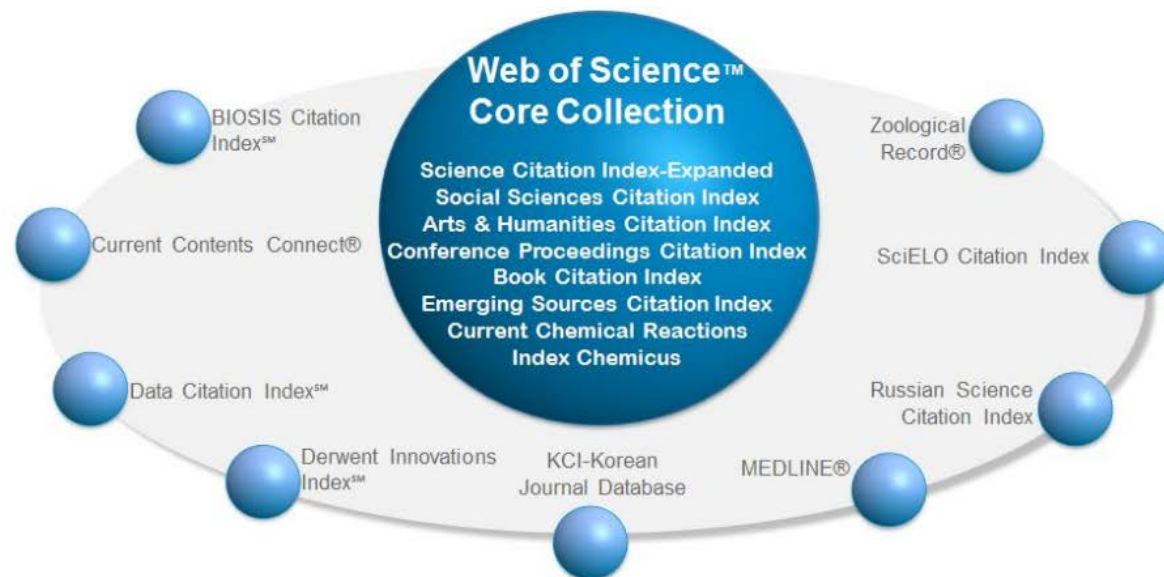 Web of Science™
Core Collection
Science Citation Index-Expanded
Social Sciences Citation Index
Arts & Humanities Citation Index
Conference Proceedings Citation Index
Book Citation Index
Emerging Sources Citation Index
Current Chemical Reactions
Index Chemicus
BIOSIS Citation
Index℠
Current Contents Connect®
Data Citation Index℠
Derwent Innovations
Index℠
KCI-Korean
Journal Database
MEDLINE®
Russian Science
Citation Index
SciELO Citation Index
Zoological
Record®